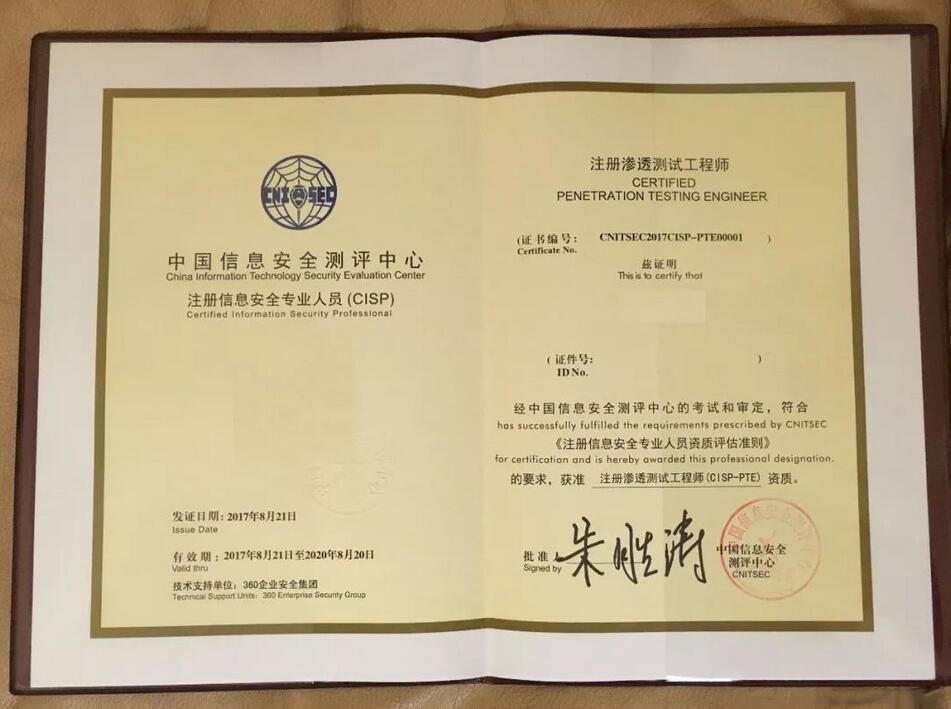 CNITSEC
中国信息安全测评中心
China Information Technology Security Evaluation Center
注册信息安全专业人员(CISP)
Certified Information Security Professional
发证日期：2017年8月21日
Issue Date
有效期：2017年8月21日至2020年8月20日
Valid thru
技术支持单位：360企业安全集团
Technical Support Units: 360 Enterprise Security Group
注册渗透测试工程师
CERTIFIED
PENETRATION TESTING ENGINEER
(证书编号： CNITSEC2017CISP-PTE00001 )
Certificate No.
兹证明
This is to certify that
(证件号： )
ID No.
经中国信息安全测评中心的考试和审定，符合
has successfully fulfilled the requirements prescribed by CNITSEC
《注册信息安全专业人员资质评估准则》
for certification and is hereby awarded this professional designation.
的要求，获准 注册渗透测试工程师(CISP-PTE) 资质。
批准
Signed by
朱胜涛
中国信息安全
测评中心
CNITSEC